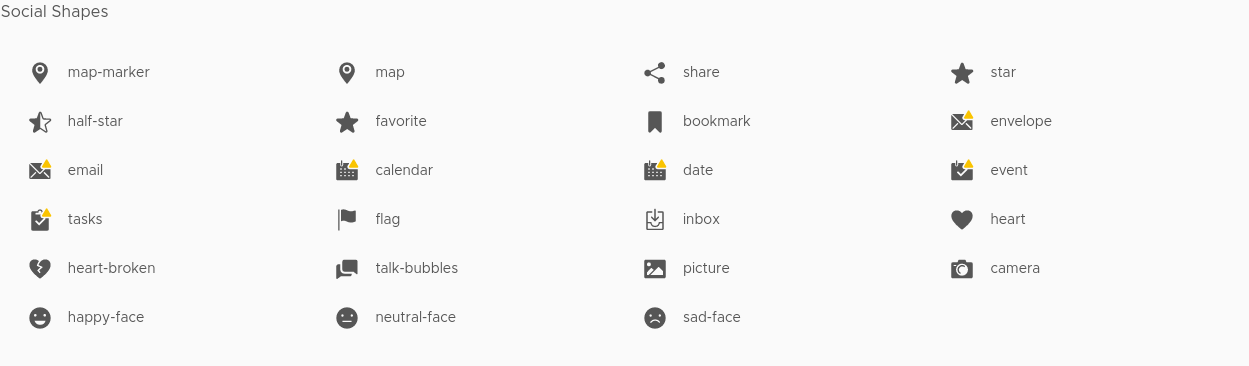 Social Shapes
map-marker
map
share
star
half-star
favorite
bookmark
envelope
email
calendar
date
event
tasks
flag
inbox
heart
heart-broken
talk-bubbles
picture
camera
happy-face
neutral-face
sad-face